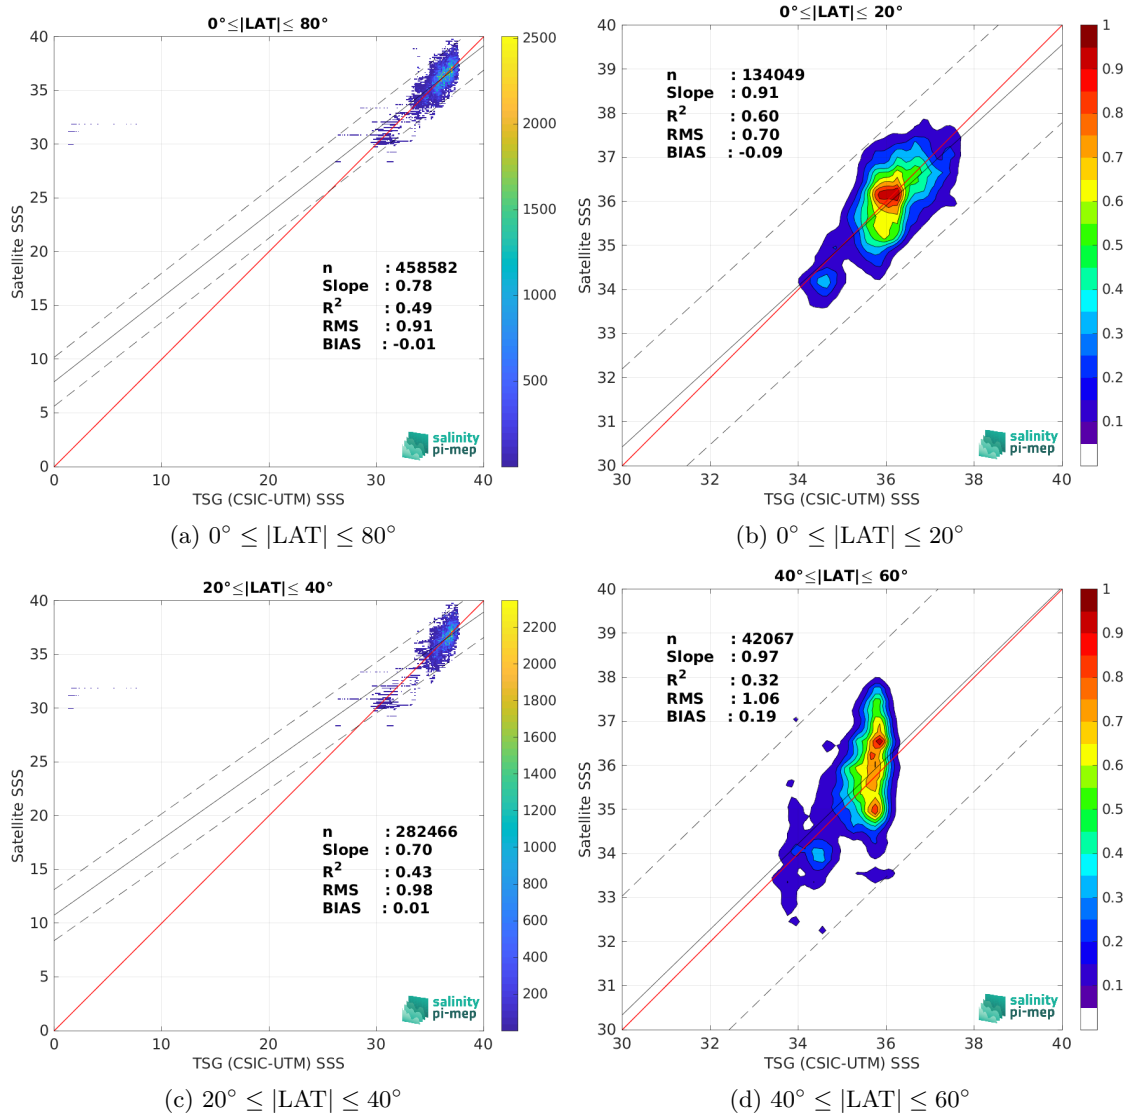 0°≤|LAT|≤ 80°
40
35
30
25
20
15
10
5
0
0
10
20
30
40
Satellite SSS
TSG (CSIC-UTM) SSS
n : 458582
Slope : 0.78
R² : 0.49
RMS : 0.91
BIAS : -0.01
salinity
pi-mep
2500
2000
1500
1000
500
(a) 0° ≤ |LAT| ≤ 80°
0°≤|LAT|≤ 20°
40
39
38
37
36
35
34
33
32
31
30
30
32
34
36
38
40
Satellite SSS
TSG (CSIC-UTM) SSS
n : 134049
Slope : 0.91
R² : 0.60
RMS : 0.70
BIAS : -0.09
salinity
pi-mep
1
0.9
0.8
0.7
0.6
0.5
0.4
0.3
0.2
0.1
(b) 0° ≤ |LAT| ≤ 20°
20°≤|LAT|≤ 40°
40
35
30
25
20
15
10
5
0
0
10
20
30
40
Satellite SSS
TSG (CSIC-UTM) SSS
n : 282466
Slope : 0.70
R² : 0.43
RMS : 0.98
BIAS : 0.01
salinity
pi-mep
2200
2000
1800
1600
1400
1200
1000
800
600
400
200
(c) 20° ≤ |LAT| ≤ 40°
40°≤|LAT|≤ 60°
40
39
38
37
36
35
34
33
32
31
30
30
32
34
36
38
40
Satellite SSS
TSG (CSIC-UTM) SSS
n : 42067
Slope : 0.97
R² : 0.32
RMS : 1.06
BIAS : 0.19
salinity
pi-mep
1
0.9
0.8
0.7
0.6
0.5
0.4
0.3
0.2
0.1
(d) 40° ≤ |LAT| ≤ 60°